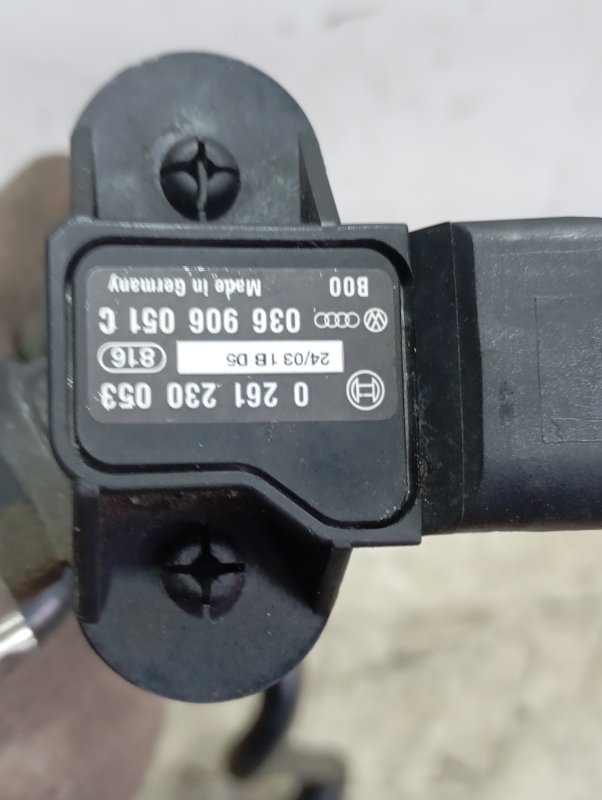 0 261 230 053
24/03 1B D5 816
036 906 051 C
B00 Made in Germany